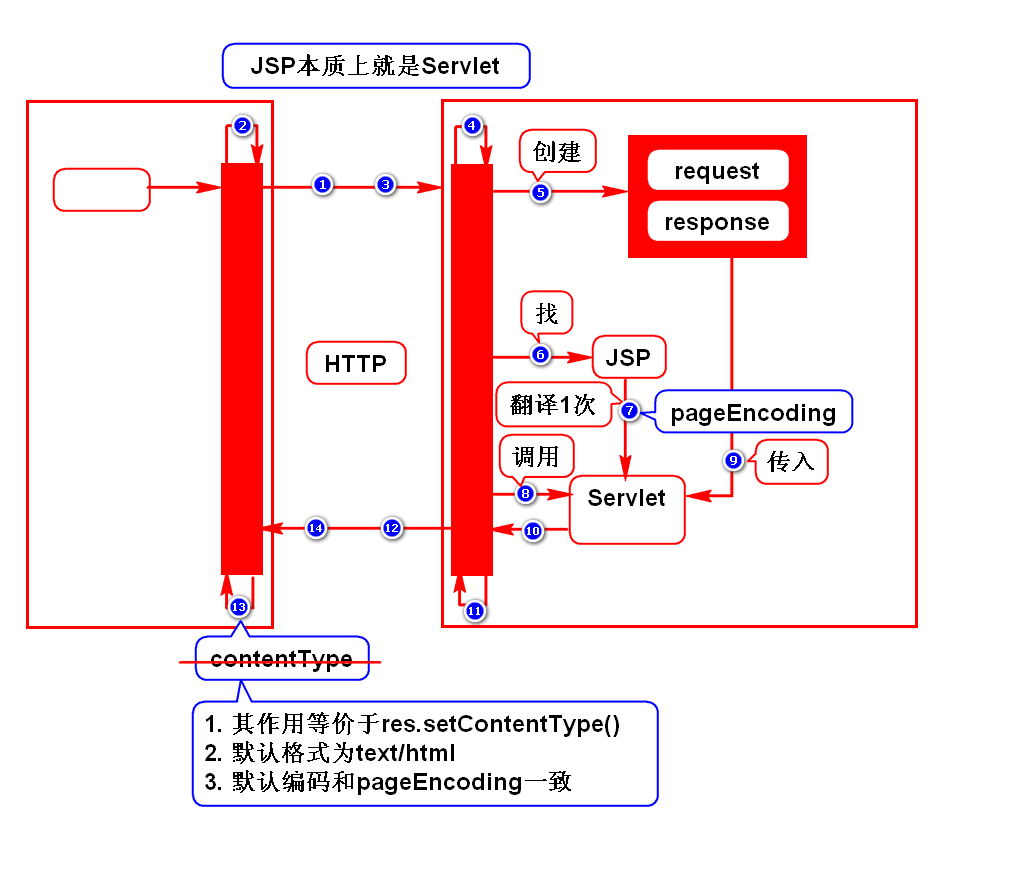 JSP本质上就是Servlet
2
4
创建
1
3
5
request
response
找
6
JSP
HTTP
翻译1次
7
pageEncoding
调用
9
传入
8
Servlet
14
12
10
13
11
contentType
1. 其作用等价于res.setContentType()
2. 默认格式为text/html
3. 默认编码和pageEncoding一致